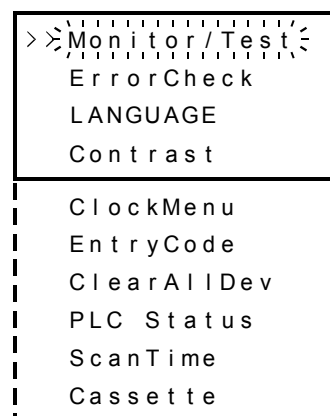 >>Monitor/Test
ErrorCheck
LANGUAGE
Contrast
ClockMenu
EntryCode
ClearAllDev
PLC Status
ScanTime
Cassette